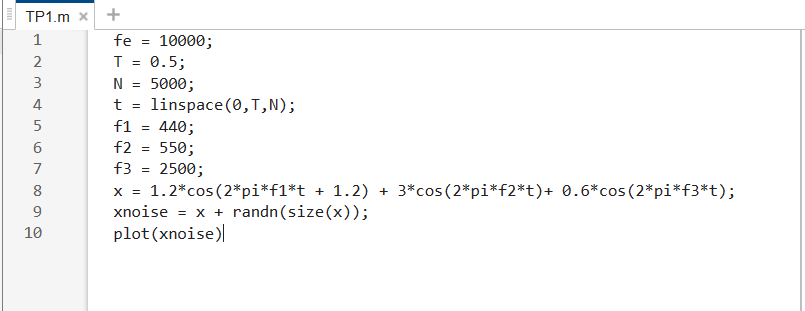 TP1.m × +
1 fe = 10000;
2 T = 0.5;
3 N = 5000;
4 t = linspace(0,T,N);
5 f1 = 440;
6 f2 = 550;
7 f3 = 2500;
8 x = 1.2*cos(2*pi*f1*t + 1.2) + 3*cos(2*pi*f2*t)+ 0.6*cos(2*pi*f3*t);
9 xnoise = x + randn(size(x));
10 plot(xnoise)